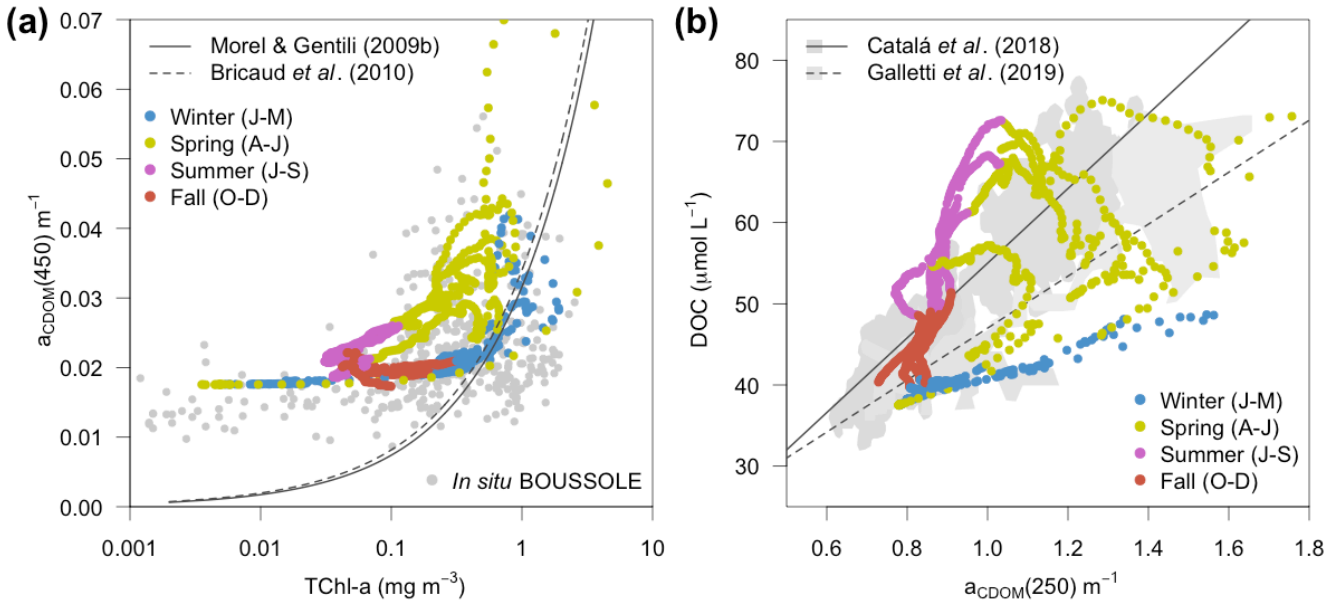 (a)
Morel & Gentili (2009b)
Bricaud et al. (2010)
Winter (J-M)
Spring (A-J)
Summer (J-S)
Fall (O-D)
In situ BOUSSOLE
0.07
0.06
0.05
0.04
0.03
0.02
0.01
0.00
aCDOM(450) m⁻¹
0.001 0.01 0.1 1 10
TChl-a (mg m⁻³)
(b)
Catalá et al. (2018)
Galletti et al. (2019)
80
70
60
50
40
30
DOC (μmol L⁻¹)
Winter (J-M)
Spring (A-J)
Summer (J-S)
Fall (O-D)
0.6 0.8 1.0 1.2 1.4 1.6 1.8
aCDOM(250) m⁻¹